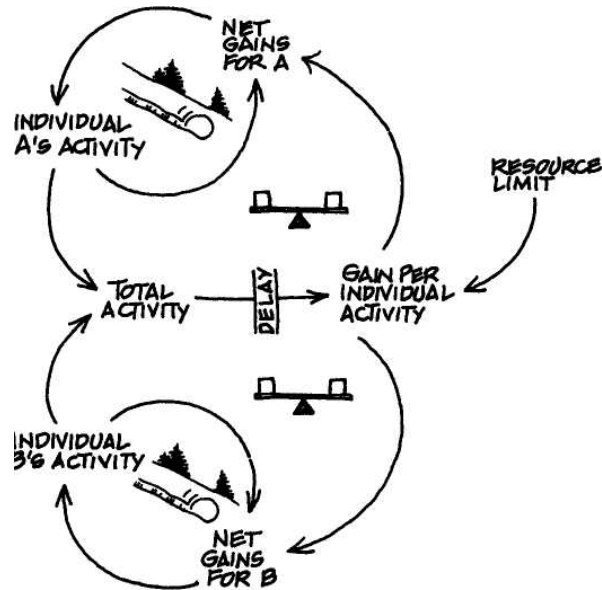 NET
GAINS
FOR A
INDIVIDUAL
A'S ACTIVITY
RESOURCE
LIMIT
TOTAL
ACTIVITY
DELAY
GAIN PER
INDIVIDUAL
ACTIVITY
INDIVIDUAL
B'S ACTIVITY
NET
GAINS
FOR B